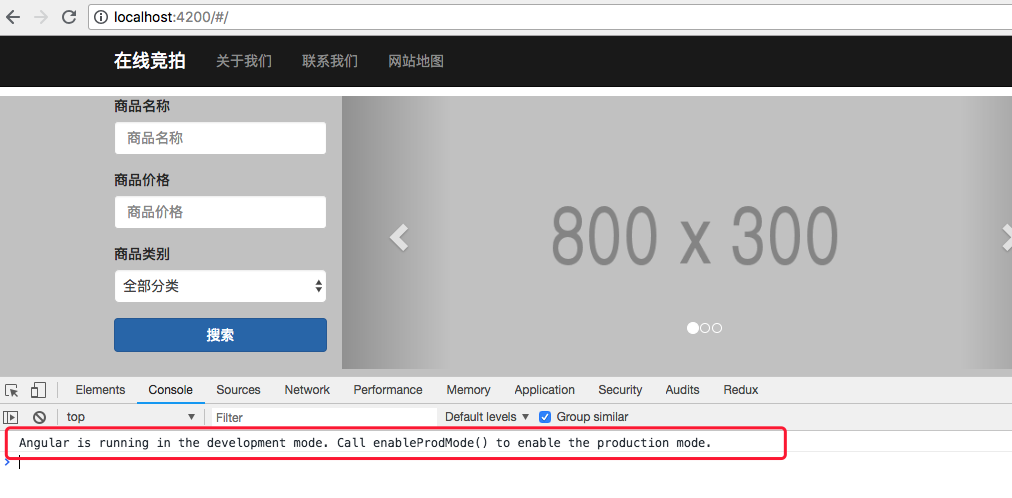 localhost:4200/#/
在线竞拍 关于我们 联系我们 网站地图
商品名称
商品名称
商品价格
商品价格
商品类别
全部分类
搜索
800 x 300
Elements Console Sources Network Performance Memory Application Security Audits Redux
top Filter Default levels Group similar
Angular is running in the development mode. Call enableProdMode() to enable the production mode.